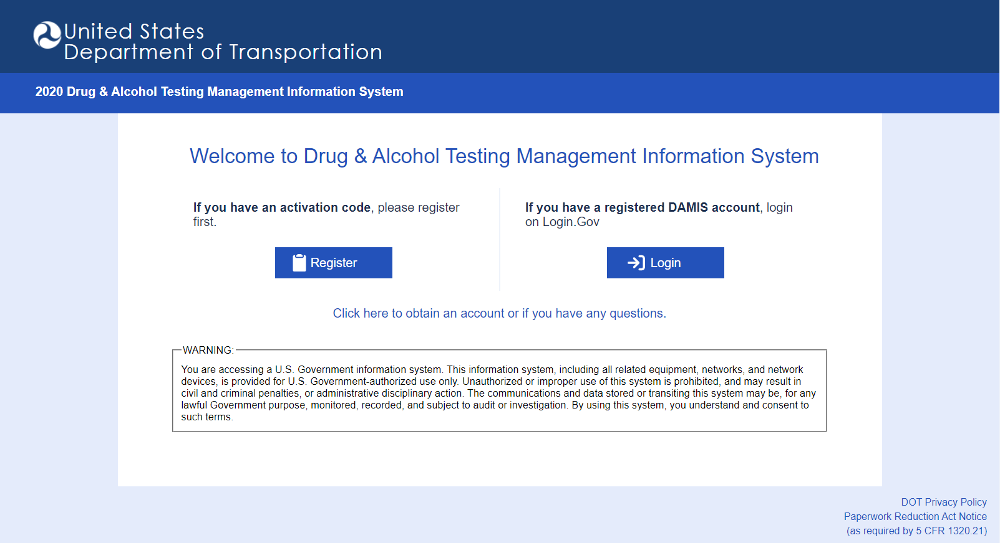 United States
Department of Transportation
2020 Drug & Alcohol Testing Management Information System
Welcome to Drug & Alcohol Testing Management Information System
If you have an activation code, please register
first.
Register
If you have a registered DAMIS account, login
on Login.Gov
Login
Click here to obtain an account or if you have any questions.
WARNING:
You are accessing a U.S. Government information system. This information system, including all related equipment, networks, and network
devices, is provided for U.S. Government-authorized use only. Unauthorized or improper use of this system is prohibited, and may result in
civil and criminal penalties, or administrative disciplinary action. The communications and data stored or transiting this system may be, for any
lawful Government purpose, monitored, recorded, and subject to audit or investigation. By using this system, you understand and consent to
such terms.
DOT Privacy Policy
Paperwork Reduction Act Notice
(as required by 5 CFR 1320.21)